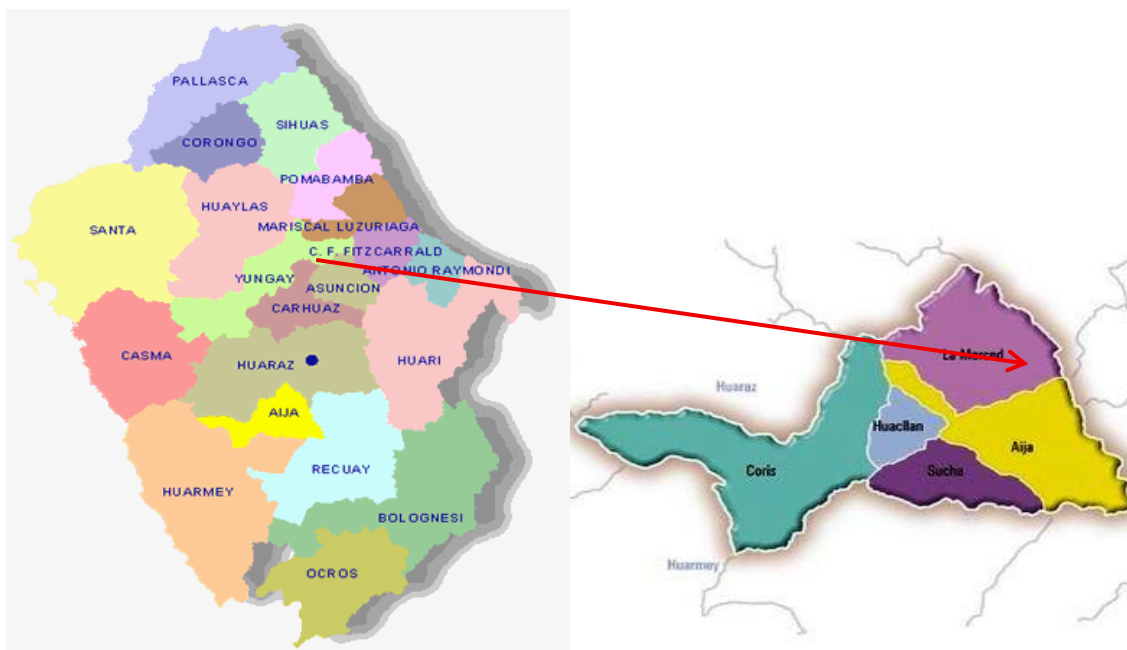 PALLASCA
SIHUAS
CORONGO
POMABAMBA
HUAYLAS
MARISCAL LUZURIAGA
SANTA
C. F. FITZCARRALD
ANTONIO RAYMONDI
YUNGAY
ASUNCION
CARHUAZ
CASMA
HUARAZ
HUARI
AIJA
RECUAY
HUARMEY
BOLOGNESI
OCROS
La Merced
Huaraz
Huacllan
Aija
Coris
Sucha
Huarmey